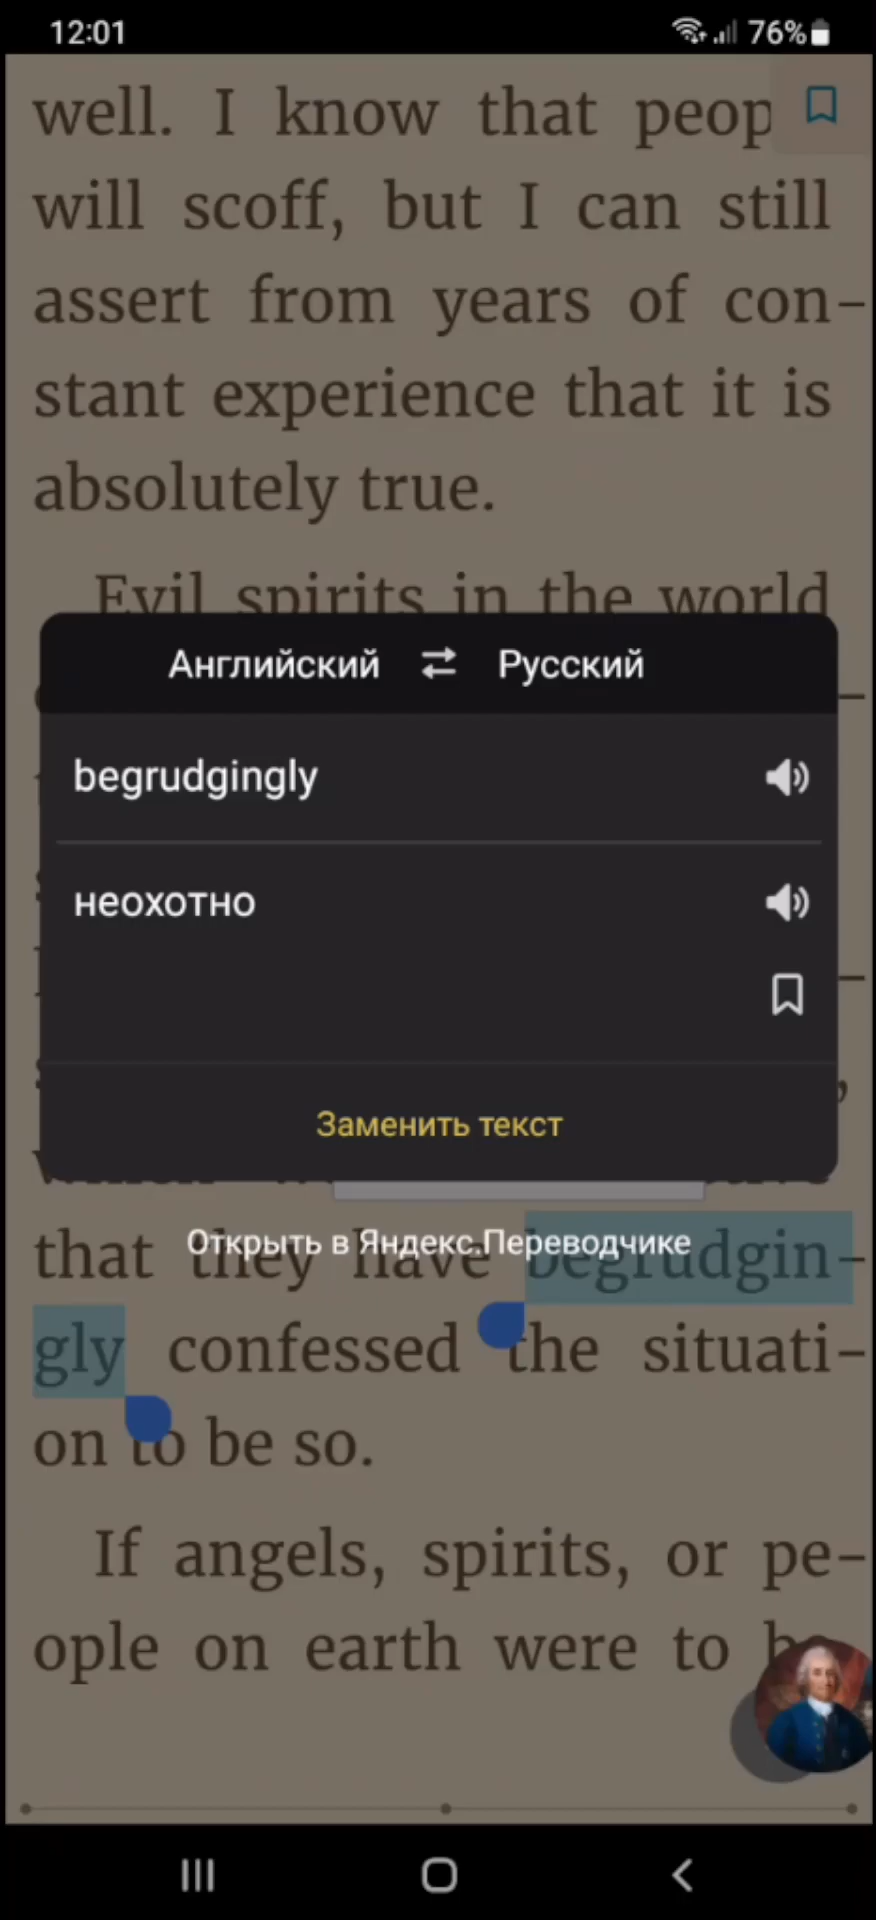 12:01
76%
well. I know that peop
will scoff, but I can still
assert from years of con-
stant experience that it is
absolutely true.
Evil spirits in the world
Английский Русский
begrudgingly
неохотно
Заменить текст
Открыть в Яндекс.Переводчике
that they have begrudgin-
gly confessed the situati-
on to be so.
If angels, spirits, or pe-
ople on earth were to